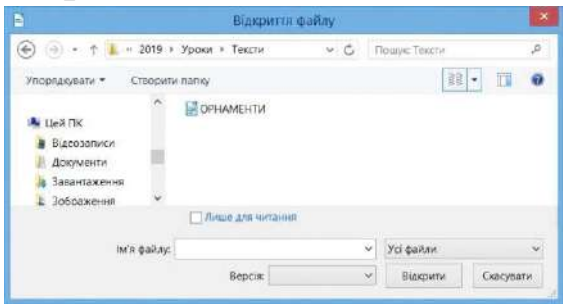 Відкриття файлу
« 2019 › Уроки › Тексти
Пошук: Тексти
Упорядкувати
Створити папку
ОРНАМЕНТИ
Цей ПК
Відеозаписи
Документи
Завантаження
Зображення
Лише для читання
Ім'я файлу:
Усі файли
Версія:
Відкрити
Скасувати